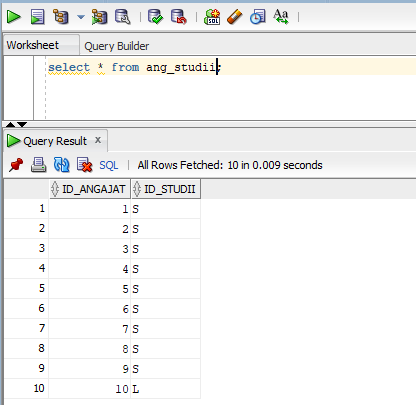 SQL
Aa
Worksheet Query Builder
select * from ang_studii;
Query Result x
SQL | All Rows Fetched: 10 in 0.009 seconds
ID_ANGAJAT ID_STUDII
1 1 S
2 2 S
3 3 S
4 4 S
5 5 S
6 6 S
7 7 S
8 8 S
9 9 S
10 10 L